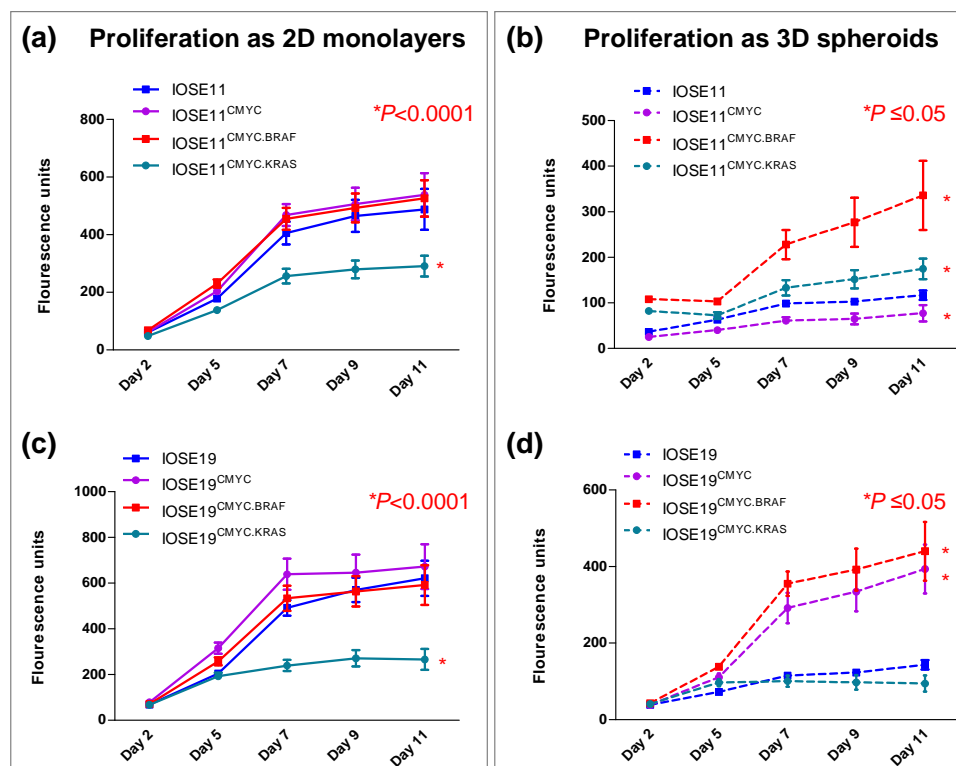 (a) Proliferation as 2D monolayers
IOSE11
IOSE11CMYC
IOSE11CMYC.BRAF
IOSE11CMYC.KRAS
*P<0.0001
Flourescence units
800
600
400
200
0
*
Day 2 Day 5 Day 7 Day 9 Day 11
(b) Proliferation as 3D spheroids
IOSE11
IOSE11CMYC
IOSE11CMYC.BRAF
IOSE11CMYC.KRAS
*P ≤0.05
Flourescence units
500
400
300
200
100
0
*
*
*
Day 2 Day 5 Day 7 Day 9 Day 11
(c)
IOSE19
IOSE19CMYC
IOSE19CMYC.BRAF
IOSE19CMYC.KRAS
*P<0.0001
Flourescence units
1000
800
600
400
200
0
*
Day 2 Day 5 Day 7 Day 9 Day 11
(d)
IOSE19
IOSE19CMYC
IOSE19CMYC.BRAF
IOSE19CMYC.KRAS
*P ≤0.05
Flourescence units
600
400
200
0
*
*
Day 2 Day 5 Day 7 Day 9 Day 11